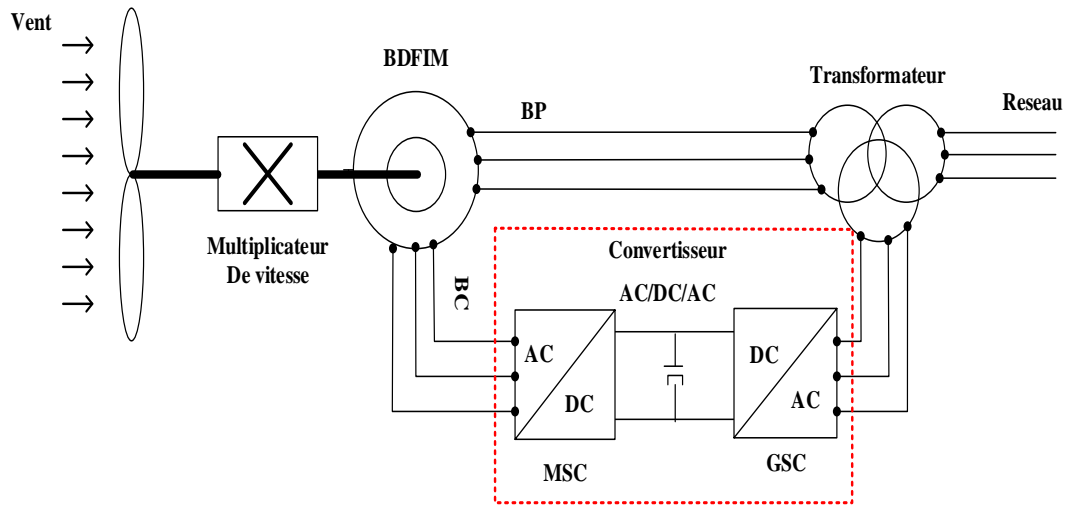 Vent
BDFIM
Transformateur
BP
Reseau
Multiplicateur
De vitesse
BC
Convertisseur
AC/DC/AC
AC
DC
DC
AC
MSC
GSC